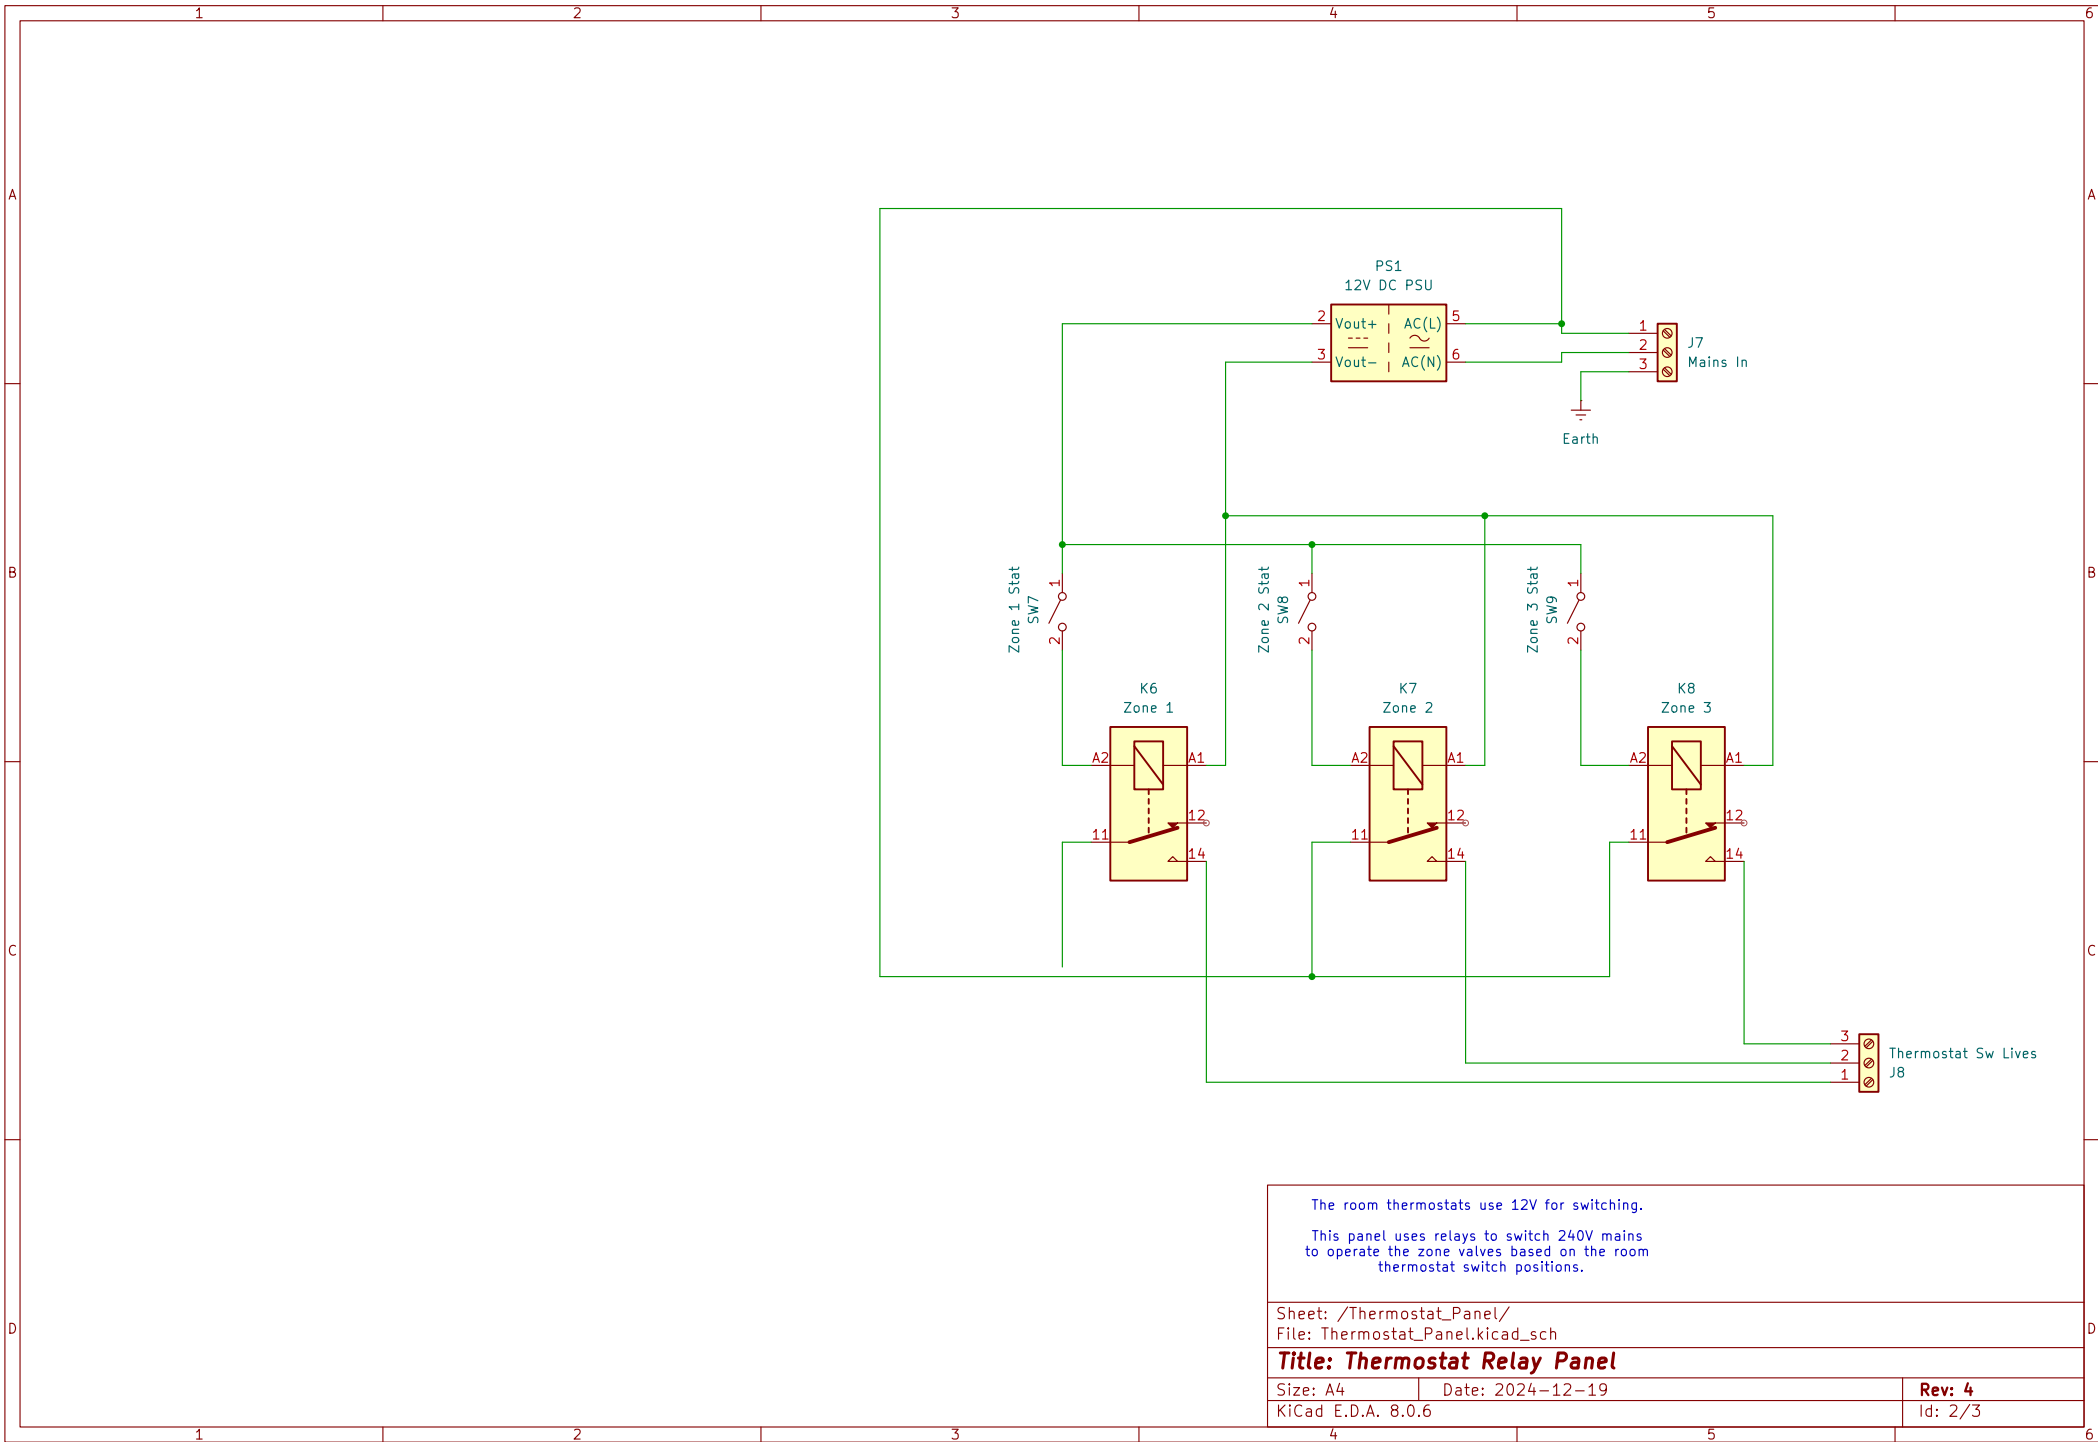 1 2 3 4 5 6
A A
PS1
12V DC PSU
2 Vout+ AC(L) 5
3 Vout- AC(N) 6
1
2
3
J7
Mains In
Earth
B B
Zone 1 Stat
SW7
1
2
Zone 2 Stat
SW8
1
2
Zone 3 Stat
SW9
1
2
K6
Zone 1
A2 A1
12
11
14
K7
Zone 2
A2 A1
12
11
14
K8
Zone 3
A2 A1
12
11
14
C C
3
2
1
Thermostat Sw Lives
J8
The room thermostats use 12V for switching.
This panel uses relays to switch 240V mains
to operate the zone valves based on the room
thermostat switch positions.
Sheet: /Thermostat_Panel/
File: Thermostat_Panel.kicad_sch
D D
Title: Thermostat Relay Panel
Size: A4 Date: 2024-12-19 Rev: 4
KiCad E.D.A. 8.0.6 Id: 2/3
1 2 3 4 5 6